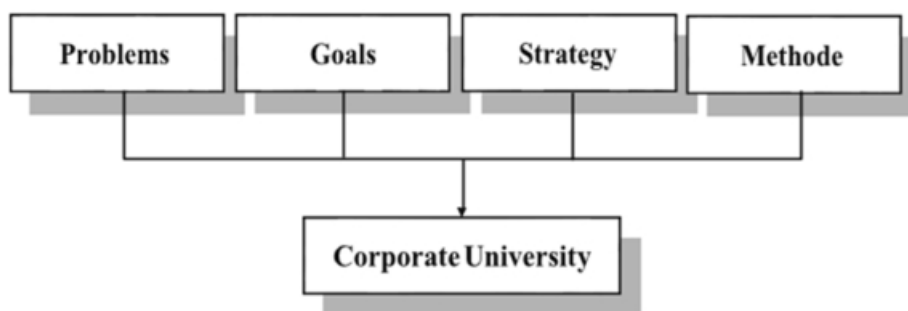 Problems
Goals
Strategy
Methode
Corporate University